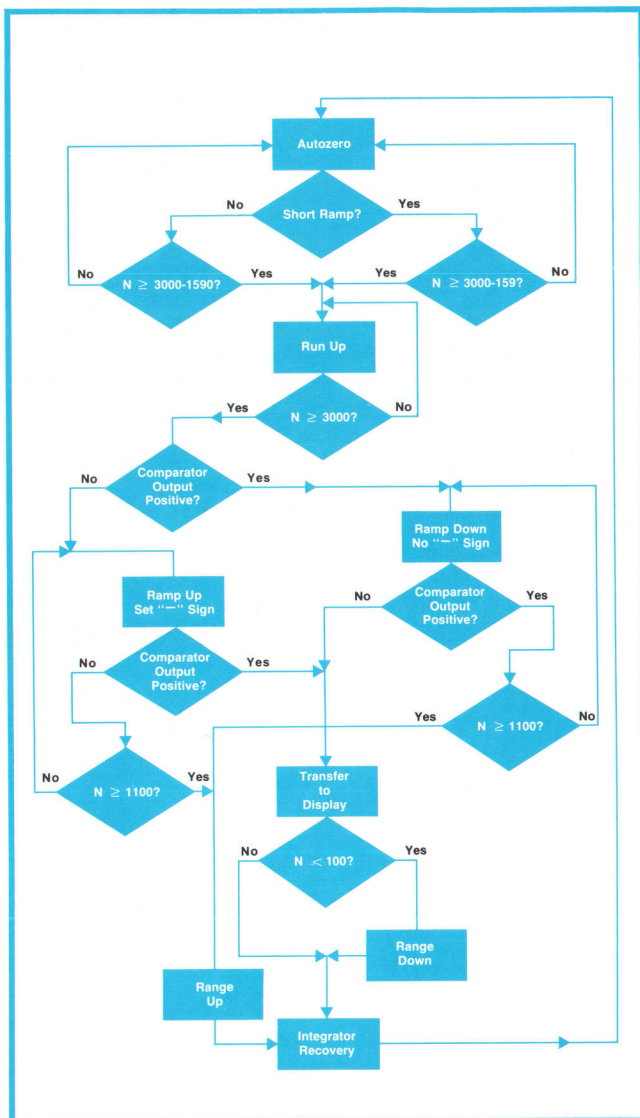 Autozero
No
Short Ramp?
Yes
No
N ≥ 3000-1590?
Yes
Yes
N ≥ 3000-159?
No
Run Up
Yes
N ≥ 3000?
No
No
Comparator
Output
Positive?
Yes
Ramp Down
No "−" Sign
Ramp Up
Set "−" Sign
No
Comparator
Output
Positive?
Yes
No
Comparator
Output
Positive?
Yes
Yes
N ≥ 1100?
No
No
N ≥ 1100?
Yes
Transfer
to
Display
No
N < 100?
Yes
Range
Down
Range
Up
Integrator
Recovery